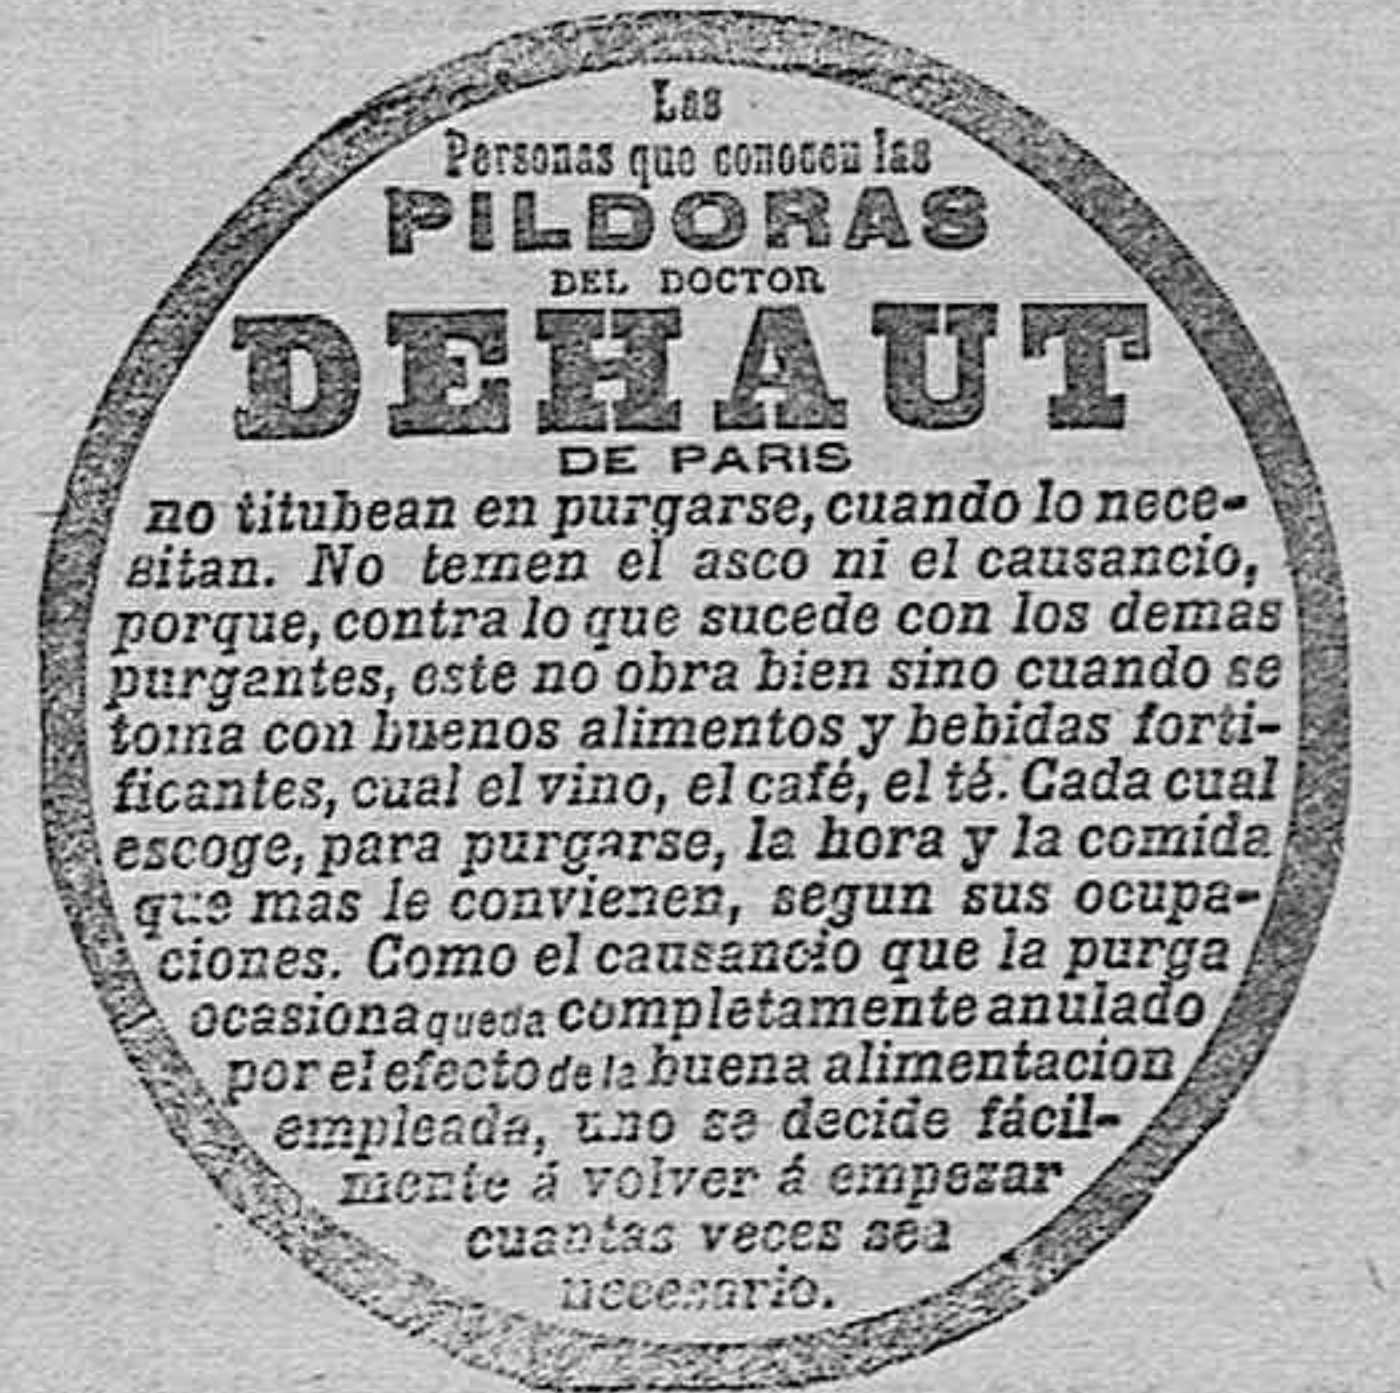 Las
Personas que conocen las
PILDORAS
DEL DOCTOR
DEHAUT
DE PARIS
no titubean en purgarse, cuando lo nece-
sitan. No temen el asco ni el causancio,
porque, contra lo que sucede con los demas
purgantes, este no obra bien sino cuando se
toma con buenos alimentos y bebidas forti-
ficantes, cual el vino, el café, el té. Cada cual
escoge, para purgarse, la hora y la comida
que mas le convienen, segun sus ocupa-
ciones. Como el causancio que la purga
ocasiona queda completamente anulado
por el efecto de la buena alimentacion
empleada, uno se decide fácil-
mente á volver á empezar
cuantas veces sea
necesario.